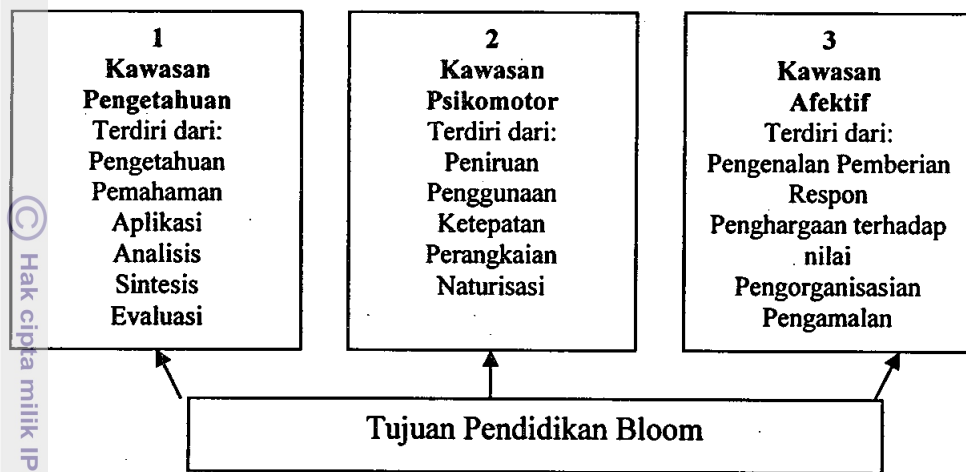 1
Kawasan
Pengetahuan
Terdiri dari:
Pengetahuan
Pemahaman
Aplikasi
Analisis
Sintesis
Evaluasi
2
Kawasan
Psikomotor
Terdiri dari:
Peniruan
Penggunaan
Ketepatan
Perangkaian
Naturisasi
3
Kawasan
Afektif
Terdiri dari:
Pengenalan Pemberian
Respon
Penghargaan terhadap
nilai
Pengorganisasian
Pengamalan
Tujuan Pendidikan Bloom
© Hak cipta milik IP